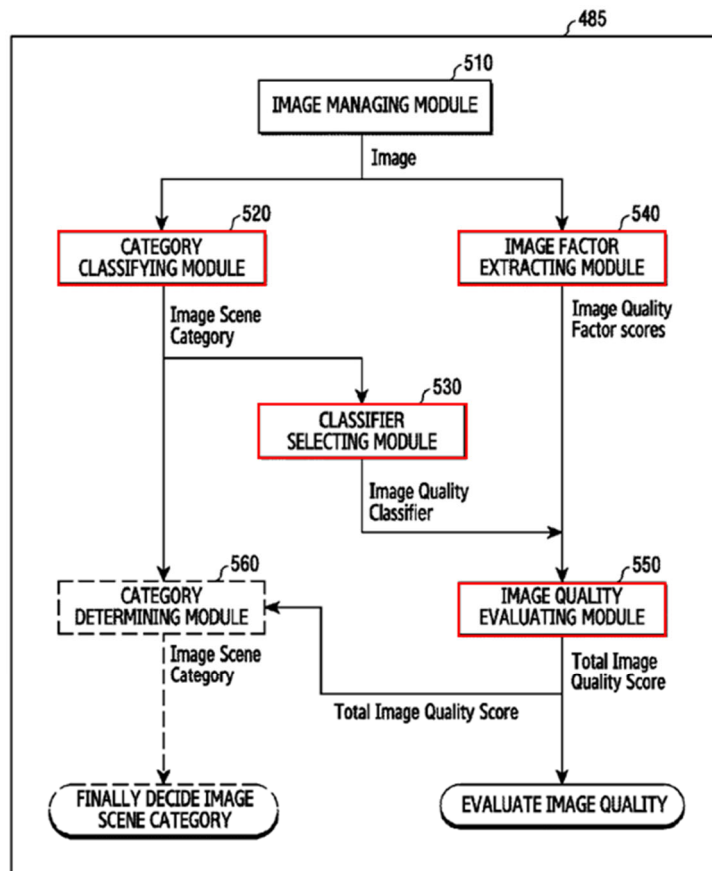 485
510
IMAGE MANAGING MODULE
Image
520
CATEGORY
CLASSIFYING MODULE
540
IMAGE FACTOR
EXTRACTING MODULE
Image Scene
Category
Image Quality
Factor scores
530
CLASSIFIER
SELECTING MODULE
Image Quality
Classifier
560
CATEGORY
DETERMINING MODULE
550
IMAGE QUALITY
EVALUATING MODULE
Image Scene
Category
Total Image
Quality Score
Total Image Quality Score
FINALLY DECIDE IMAGE
SCENE CATEGORY
EVALUATE IMAGE QUALITY